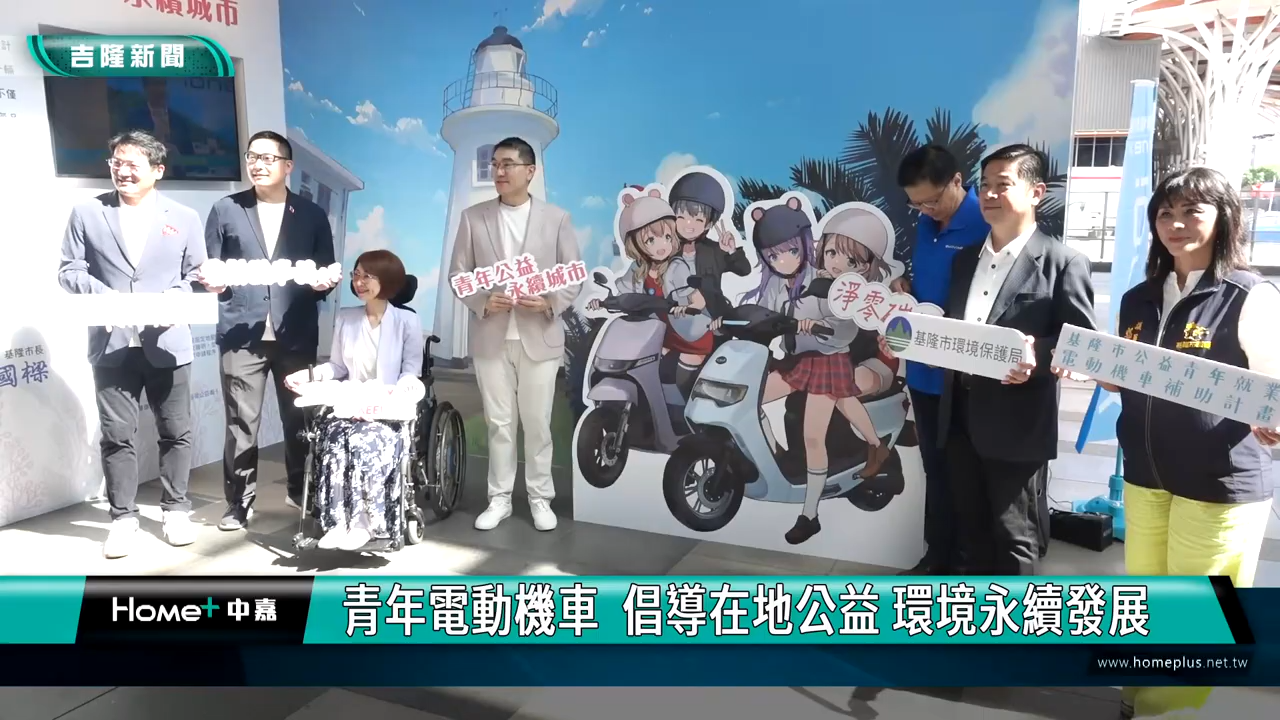 永續城市
吉隆新聞
不僅
基隆市長
國樑
青年公益
永續城市
淨零
基隆市環境保護局
基隆市公益青年就業
電動機車補助計畫
Home+中嘉
青年電動機車 倡導在地公益 環境永續發展
www.homeplus.net.tw